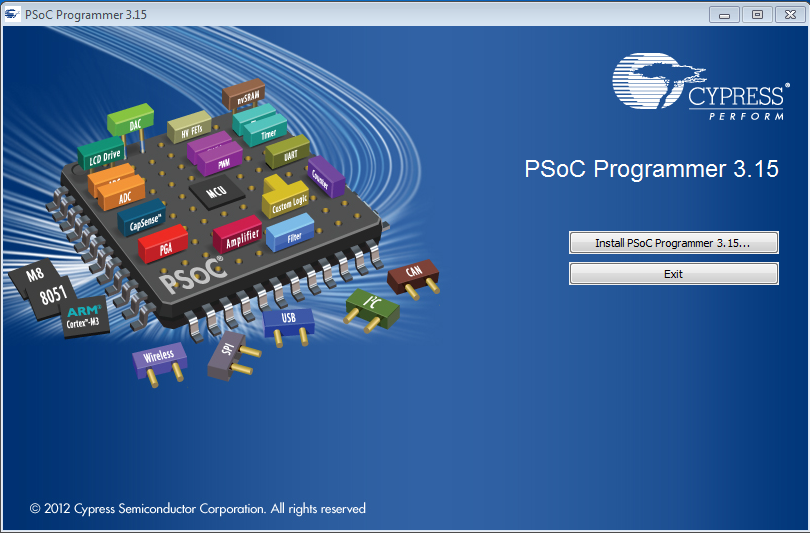 PSoC Programmer 3.15
CYPRESS®
PERFORM
PSoC Programmer 3.15
Install PSoC Programmer 3.15...
Exit
nvSRAM
DAC
HV FETs
Timer
LCD Drive
PWM
UART
ADC
MCU
Counter
CapSense™
Custom Logic
PGA
Amplifier
Filter
PSoC®
M8
8051
ARM®
Cortex™-M3
CAN
I²C
USB
SPI
Wireless
© 2012 Cypress Semiconductor Corporation. All rights reserved